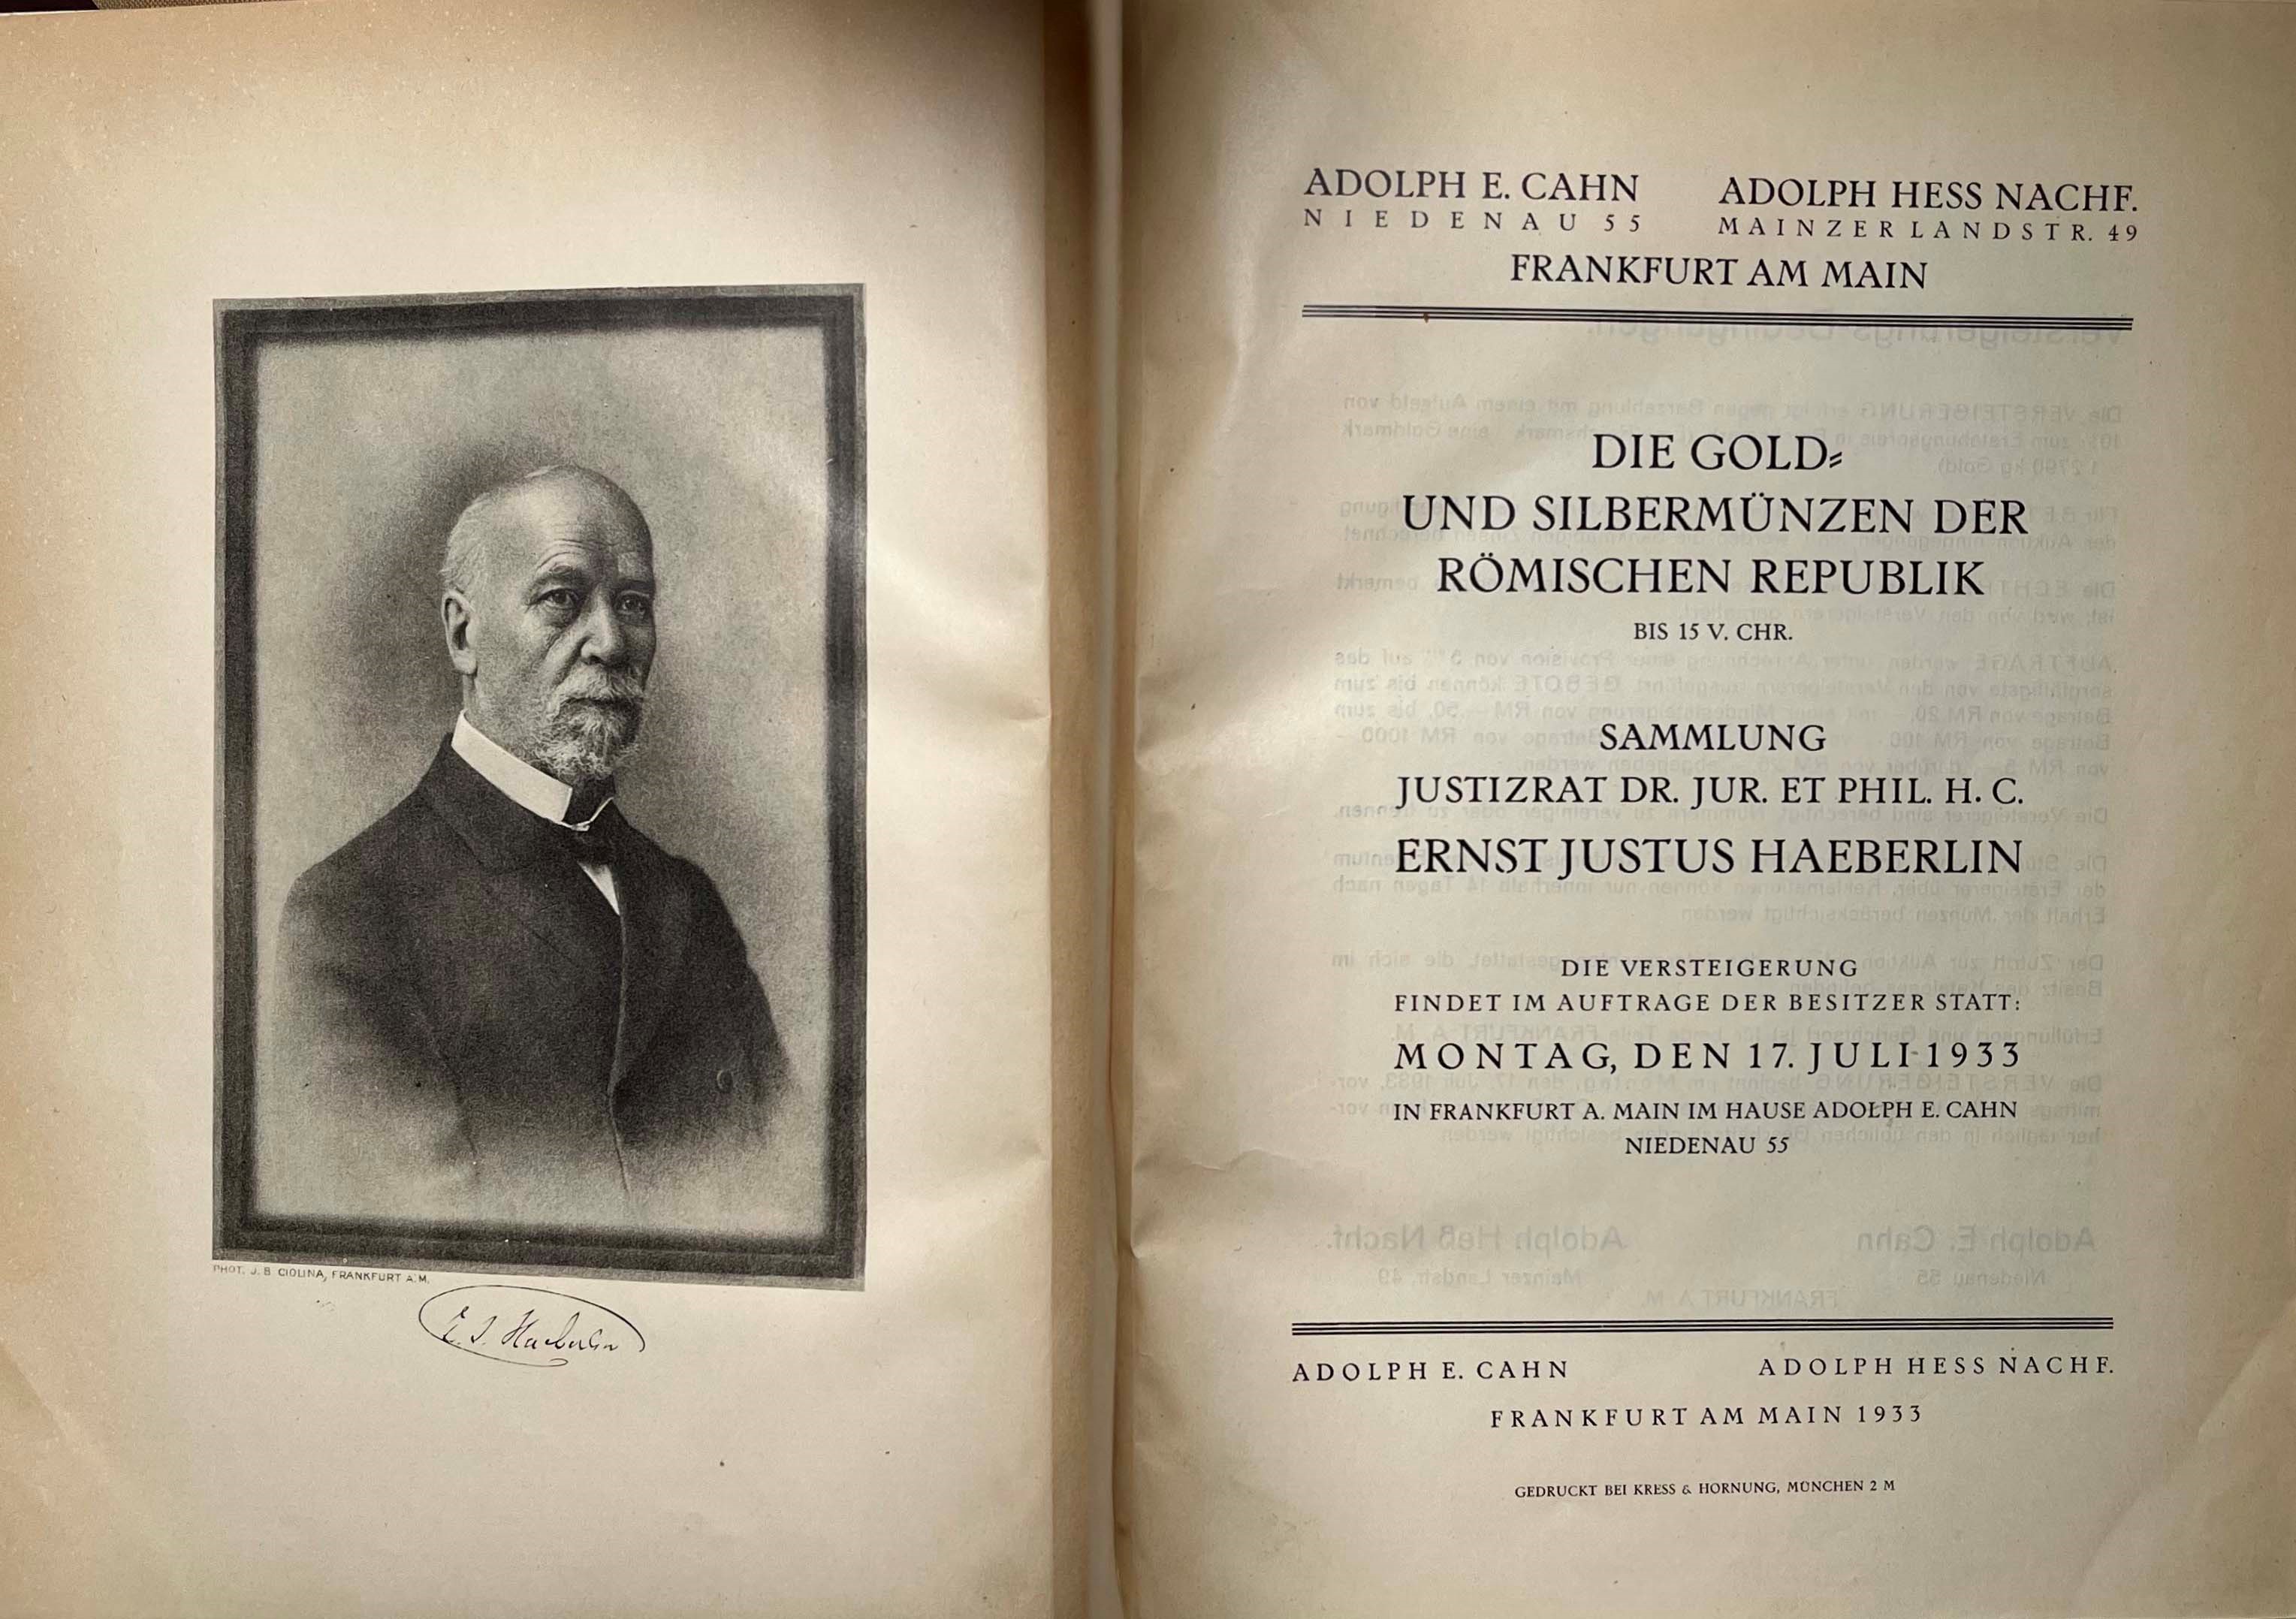 PHOT. J. B. CIOLINA, FRANKFURT A. M.
E. J. Haeberlin
ADOLPH E. CAHN
NIEDENAU 55
ADOLPH HESS NACHF.
MAINZERLANDSTR. 49
FRANKFURT AM MAIN
DIE GOLD-
UND SILBERMÜNZEN DER
RÖMISCHEN REPUBLIK
BIS 15 V. CHR.
SAMMLUNG
JUSTIZRAT DR. JUR. ET PHIL. H. C.
ERNST JUSTUS HAEBERLIN
DIE VERSTEIGERUNG
FINDET IM AUFTRAGE DER BESITZER STATT:
MONTAG, DEN 17. JULI 1933
IN FRANKFURT A. MAIN IM HAUSE ADOLPH E. CAHN
NIEDENAU 55
ADOLPH E. CAHN
ADOLPH HESS NACHF.
FRANKFURT AM MAIN 1933
GEDRUCKT BEI KRESS & HORNUNG, MÜNCHEN 2 M